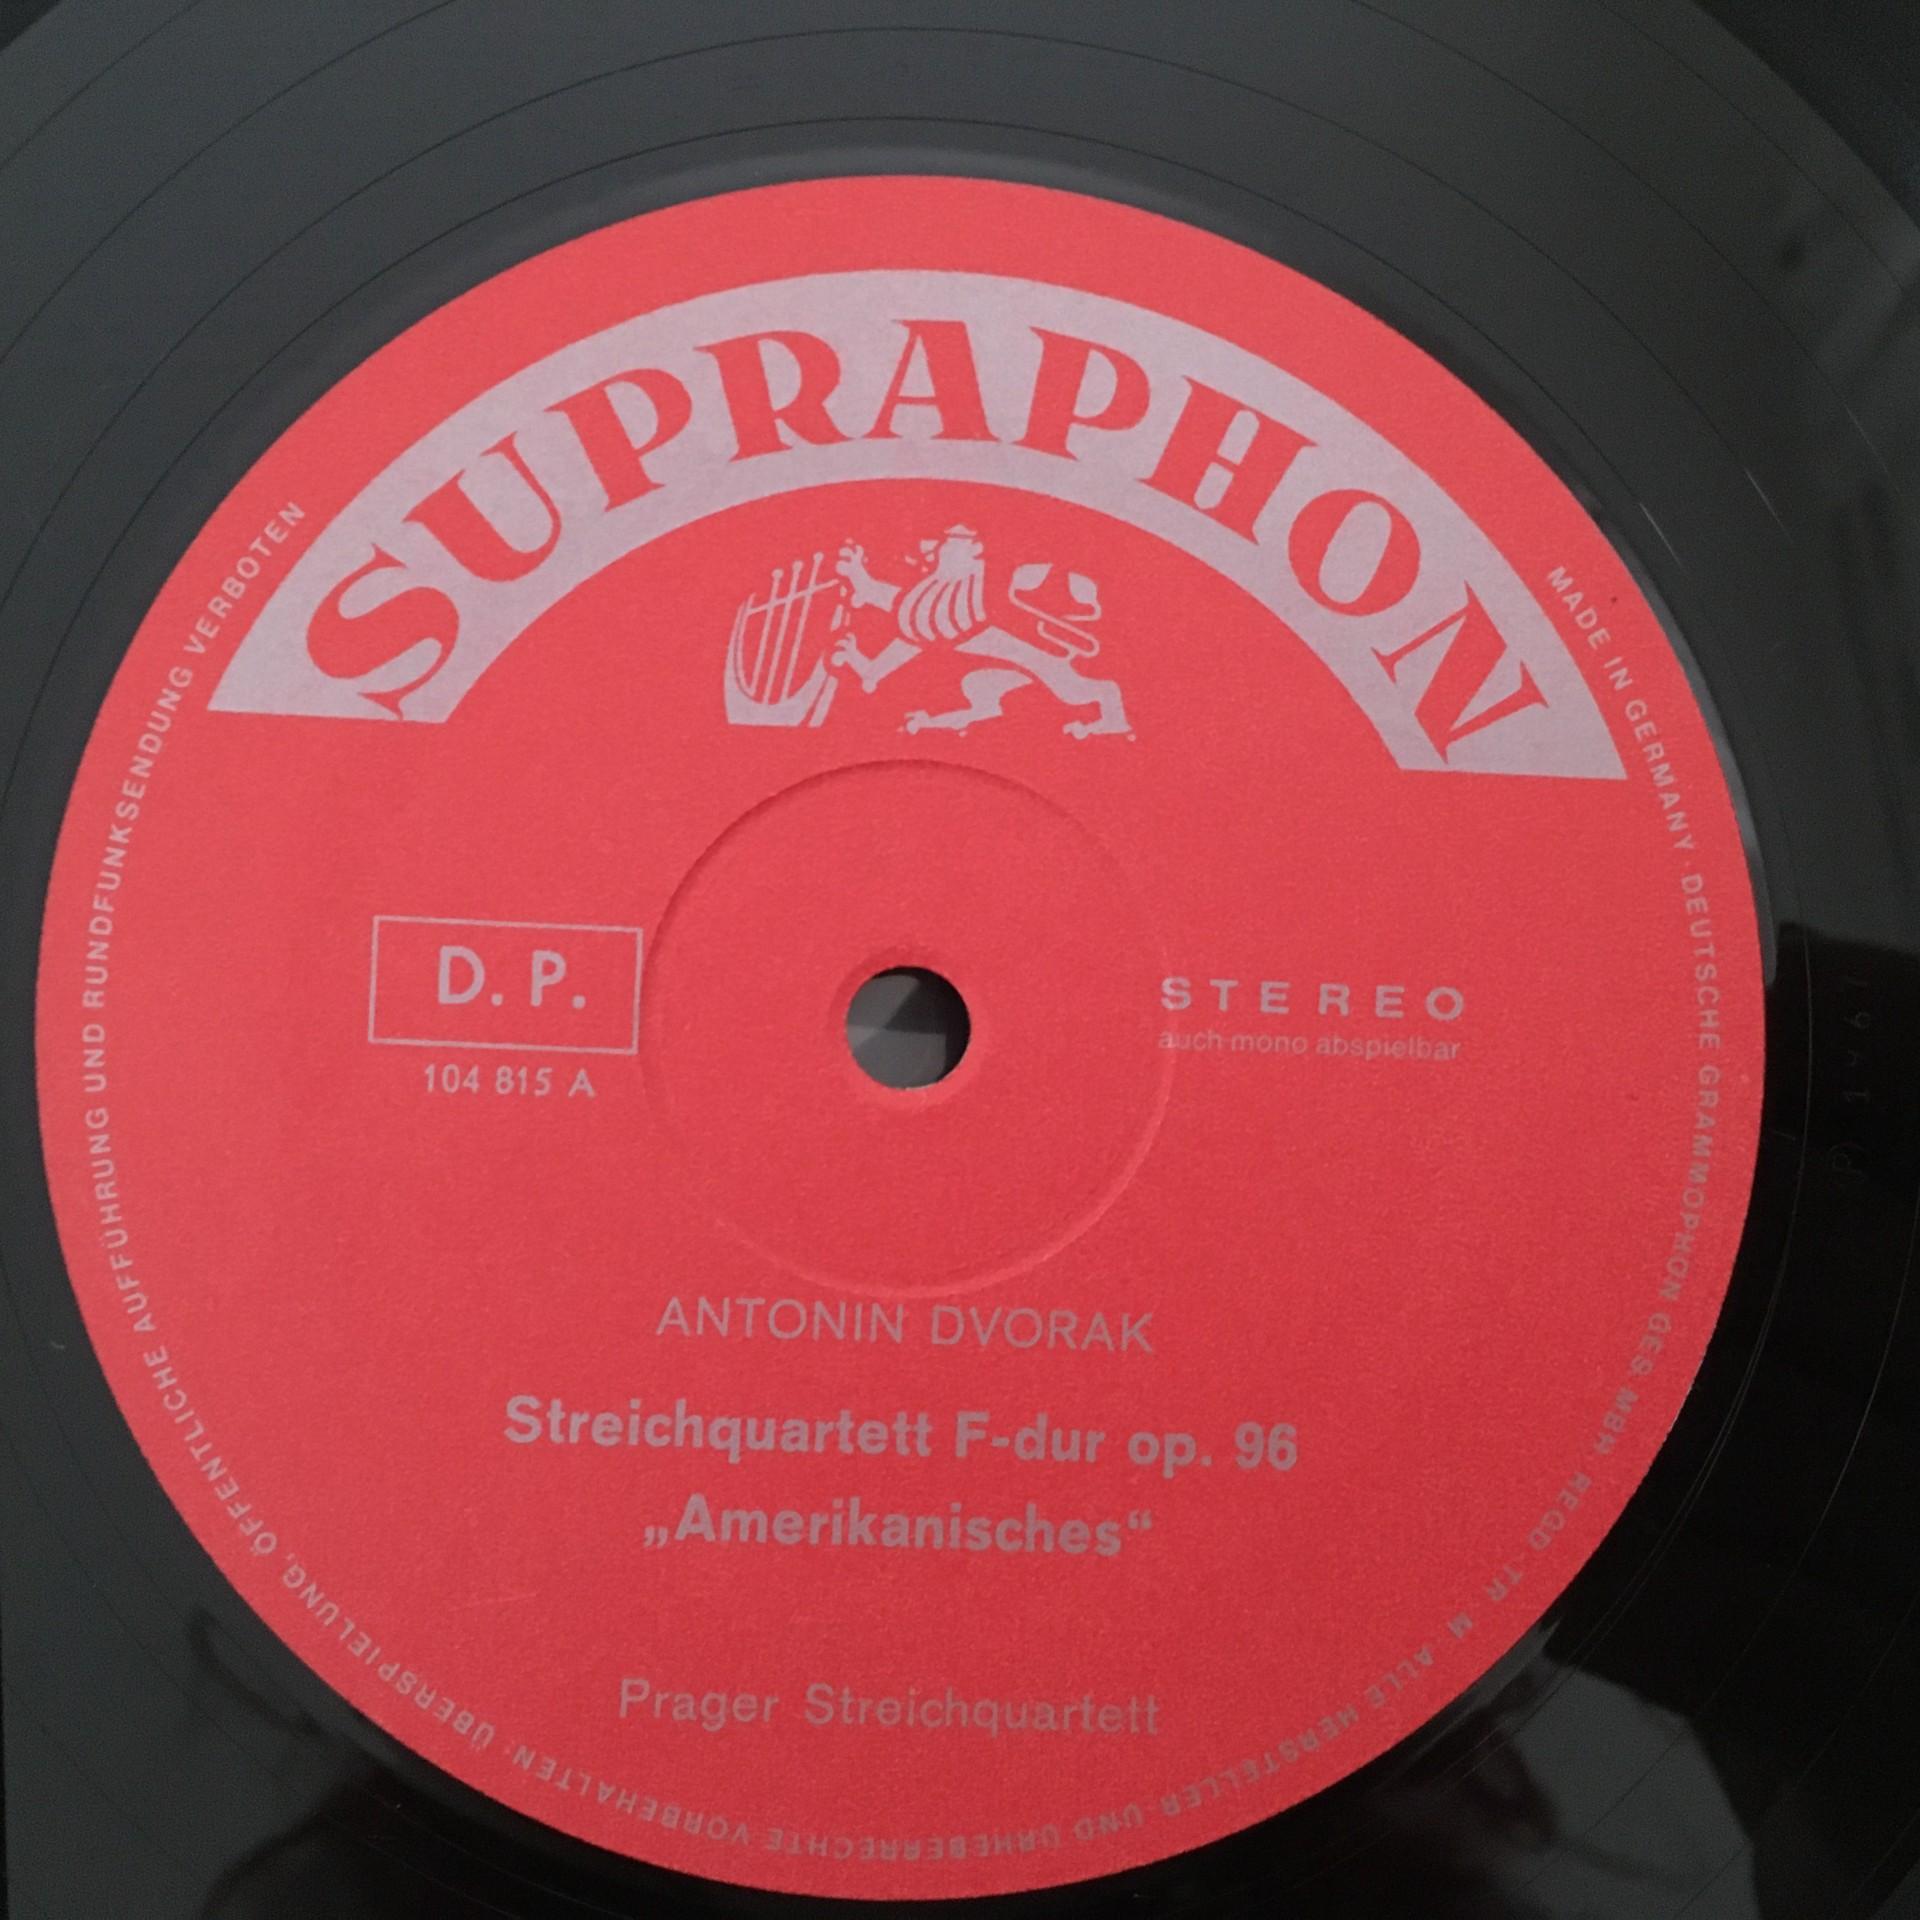 SUPRAPHON
D. P.
104 815 A
STEREO
auch mono abspielbar
ANTONIN DVORAK
Streichquartett F-dur op. 96
„Amerikanisches“
Prager Streichquartett
MADE IN GERMANY · DEUTSCHE GRAMMOPHON GES MBH REGD · TR · M · ALLE HERSTELLER- UND URHEBERRECHTE VORBEHALTEN · ÜBERSPIELUNG, ÖFFENTLICHE AUFFÜHRUNG UND RUNDFUNKSENDUNG VERBOTEN